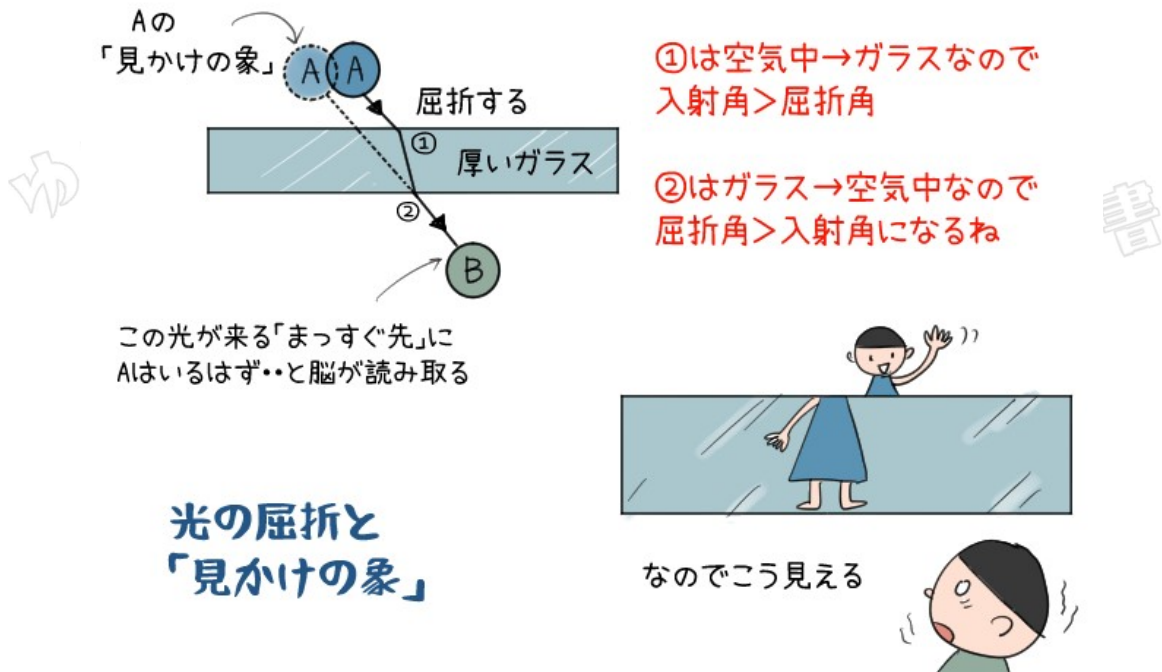 Aの
「見かけの象」
A
A
屈折する
①
厚いガラス
②
B
この光が来る「まっすぐ先」に
Aはいるはず・・と脳が読み取る
①は空気中→ガラスなので
入射角>屈折角
②はガラス→空気中なので
屈折角>入射角になるね
ゆ
書
光の屈折と
「見かけの象」
なのでこう見える